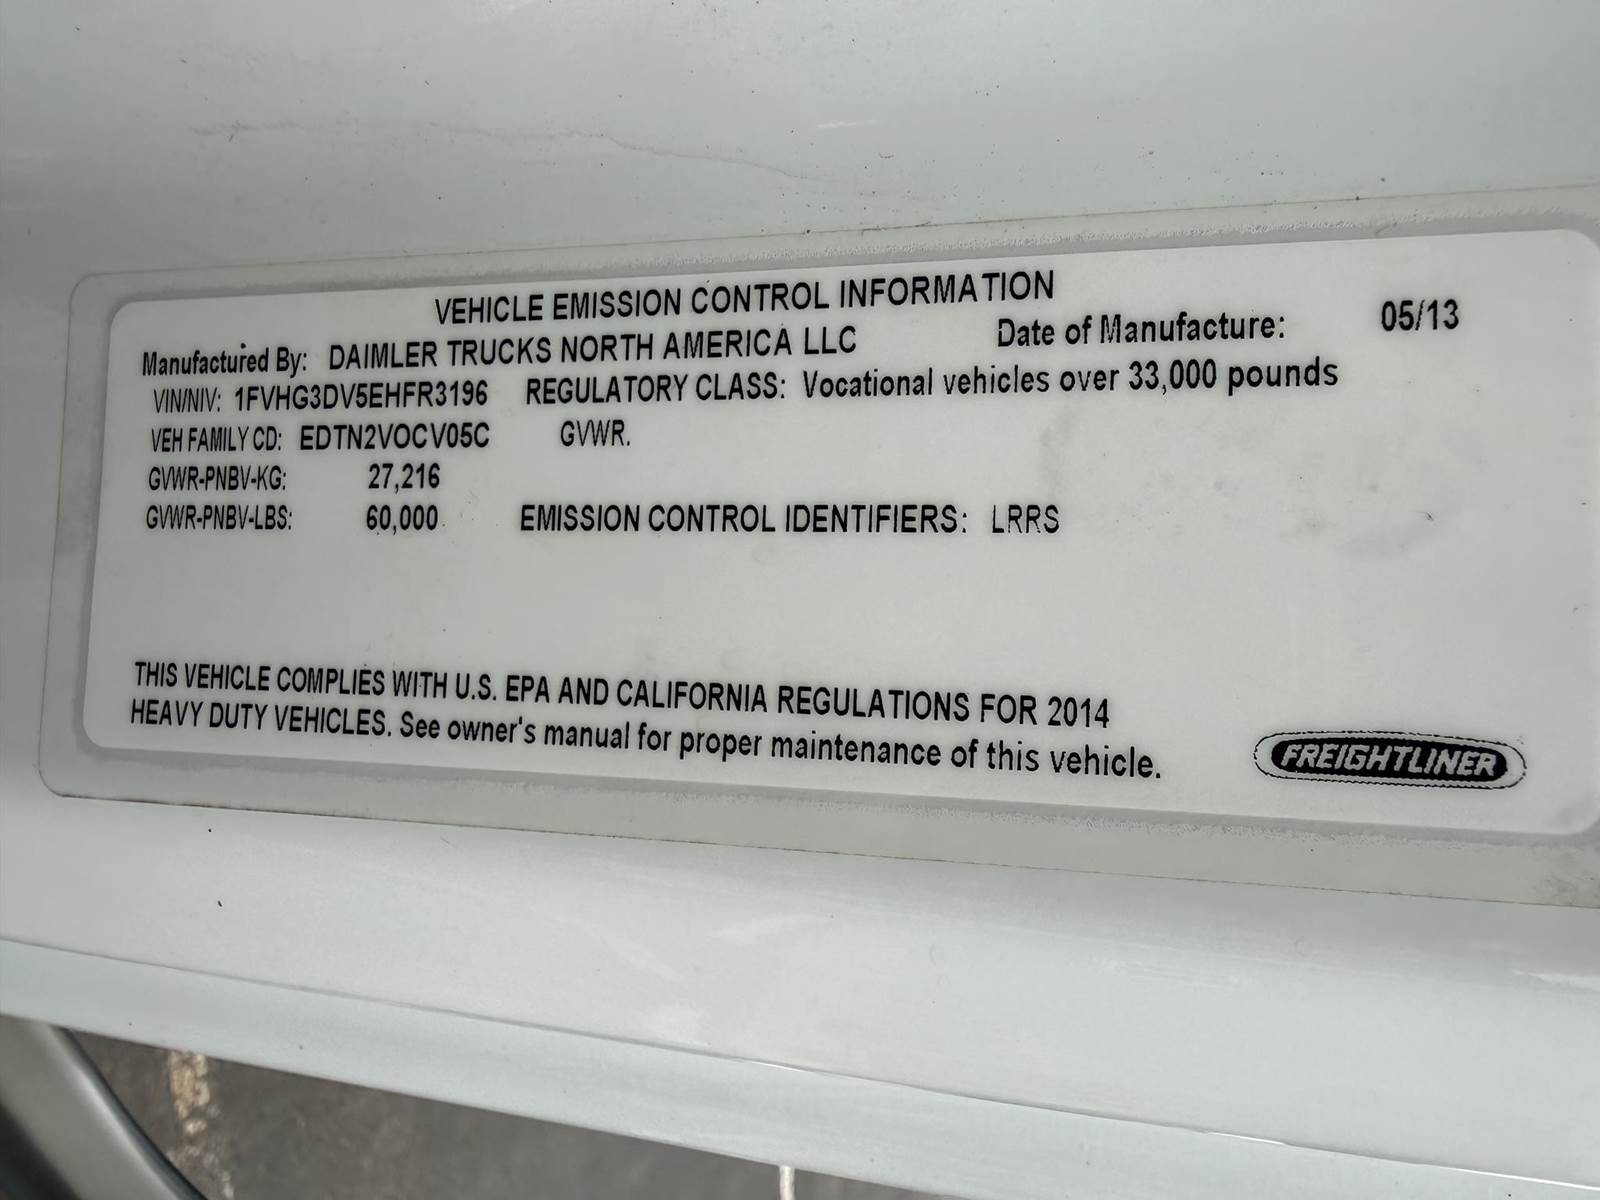 VEHICLE EMISSION CONTROL INFORMATION
Manufactured By: DAIMLER TRUCKS NORTH AMERICA LLC Date of Manufacture: 05/13
VIN/NIV: 1FVHG3DV5EHFR3196 REGULATORY CLASS: Vocational vehicles over 33,000 pounds
VEH FAMILY CD: EDTN2VOCV05C GVWR.
GVWR-PNBV-KG: 27,216
GVWR-PNBV-LBS: 60,000 EMISSION CONTROL IDENTIFIERS: LRRS
THIS VEHICLE COMPLIES WITH U.S. EPA AND CALIFORNIA REGULATIONS FOR 2014
HEAVY DUTY VEHICLES. See owner's manual for proper maintenance of this vehicle.
FREIGHTLINER